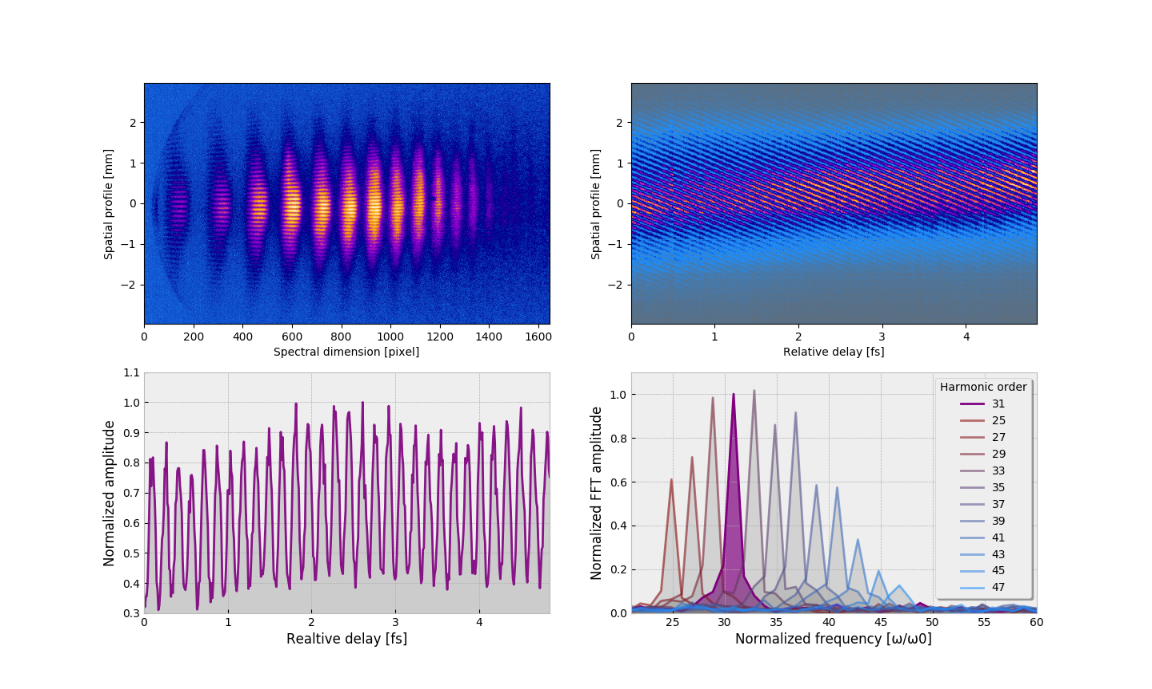 2
1
0
−1
−2
Spatial profile [mm]
0 200 400 600 800 1000 1200 1400 1600
Spectral dimension [pixel]
2
1
0
−1
−2
Spatial profile [mm]
0 1 2 3 4
Relative delay [fs]
1.1
1.0
0.9
0.8
0.7
0.6
0.5
0.4
0.3
Normalized amplitude
0 1 2 3 4
Realtive delay [fs]
1.0
0.8
0.6
0.4
0.2
0.0
Normalized FFT amplitude
Harmonic order
31
25
27
29
33
35
37
39
41
43
45
47
25 30 35 40 45 50 55 60
Normalized frequency [ω/ω0]